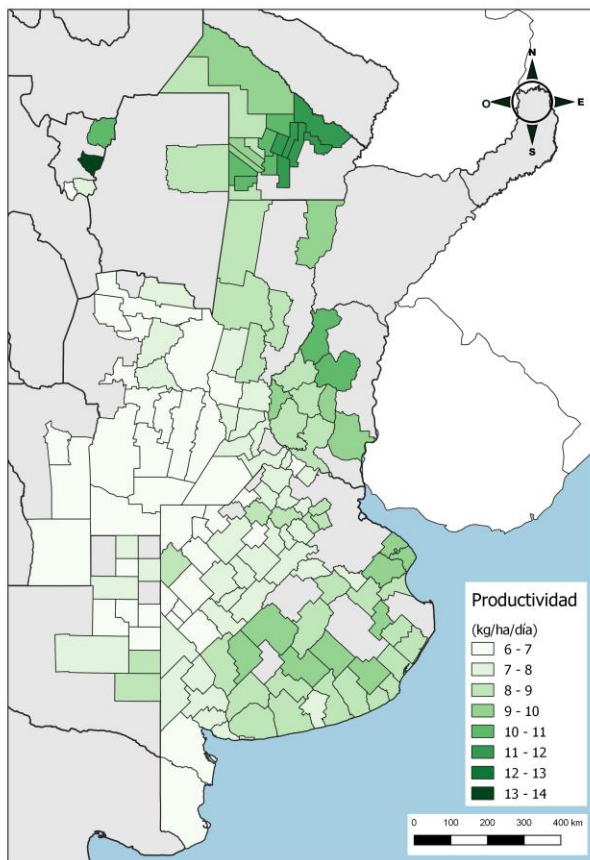 N
O E
S
Productividad
(kg/ha/día)
6 - 7
7 - 8
8 - 9
9 - 10
10 - 11
11 - 12
12 - 13
13 - 14
0 100 200 300 400 km